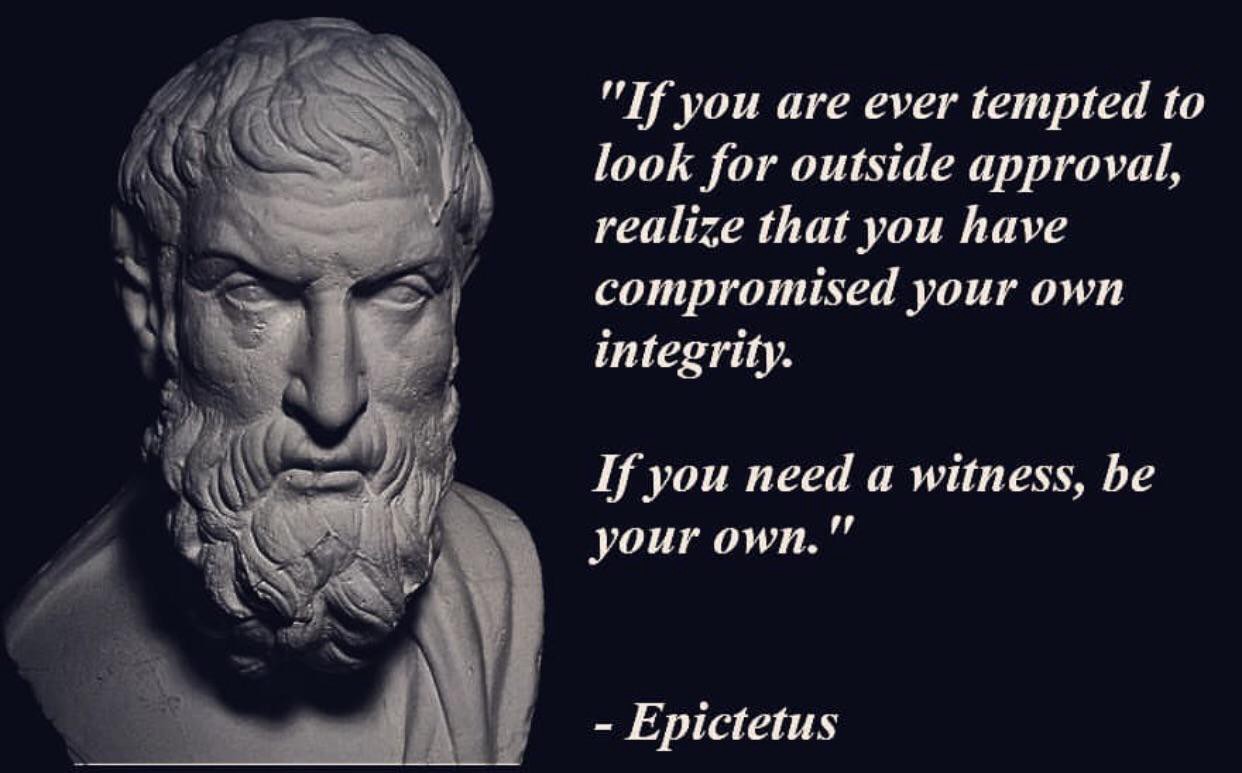 "If you are ever tempted to
look for outside approval,
realize that you have
compromised your own
integrity.
If you need a witness, be
your own."
- Epictetus